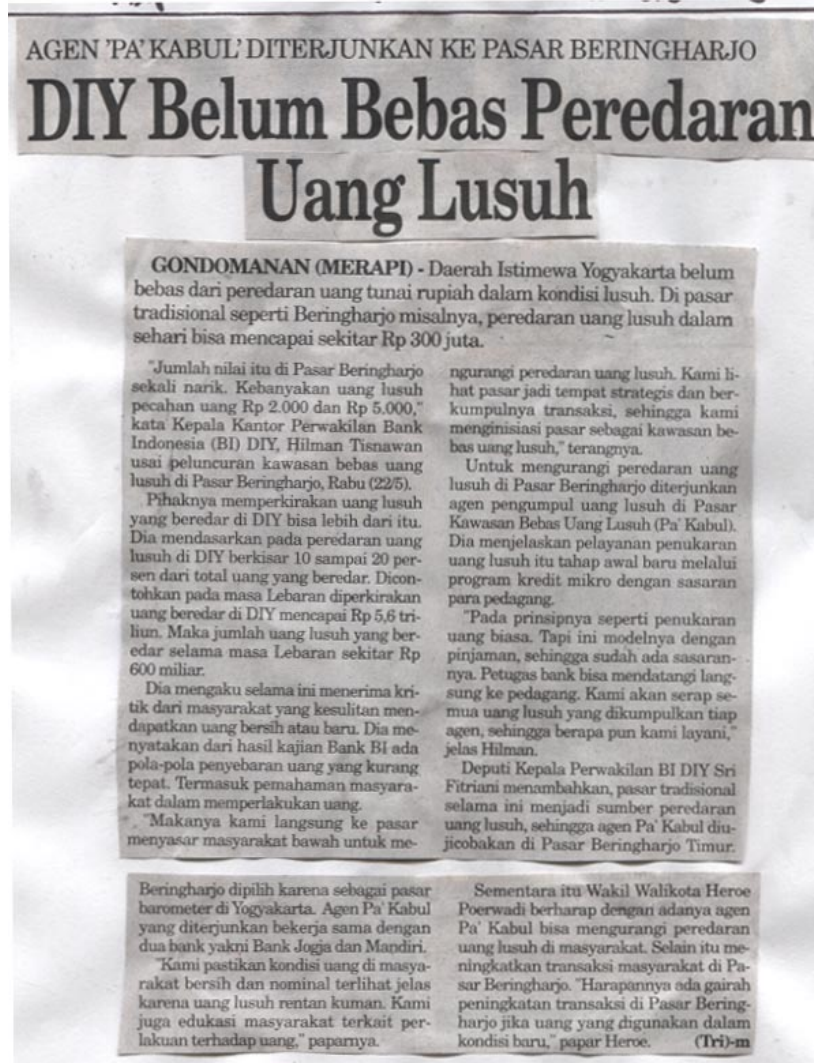 AGEN 'PA' KABUL' DITERJUNKAN KE PASAR BERINGHARJO
DIY Belum Bebas Peredaran
Uang Lusuh
GONDOMANAN (MERAPI) - Daerah Istimewa Yogyakarta belum
bebas dari peredaran uang tunai rupiah dalam kondisi lusuh. Di pasar
tradisional seperti Beringharjo misalnya, peredaran uang lusuh dalam
sehari bisa mencapai sekitar Rp 300 juta.
"Jumlah nilai itu di Pasar Beringharjo
sekali narik. Kebanyakan uang lusuh
pecahan uang Rp 2.000 dan Rp 5.000,"
kata Kepala Kantor Perwakilan Bank
Indonesia (BI) DIY, Hilman Tisnawan
usai peluncuran kawasan bebas uang
lusuh di Pasar Beringharjo, Rabu (22/5).
Pihaknya memperkirakan uang lusuh
yang beredar di DIY bisa lebih dari itu.
Dia mendasarkan pada peredaran uang
lusuh di DIY berkisar 10 sampai 20 per-
sen dari total uang yang beredar. Dicon-
tohkan pada masa Lebaran diperkirakan
uang beredar di DIY mencapai Rp 5,6 tri-
liun. Maka jumlah uang lusuh yang ber-
edar selama masa Lebaran sekitar Rp
600 miliar.
Dia mengaku selama ini menerima kri-
tik dari masyarakat yang kesulitan men-
dapatkan uang bersih atau baru. Dia me-
nyatakan dari hasil kajian Bank BI ada
pola-pola penyebaran uang yang kurang
tepat. Termasuk pemahaman masyara-
kat dalam memperlakukan uang.
"Makanya kami langsung ke pasar
menyasar masyarakat bawah untuk me-
ngurangi peredaran uang lusuh. Kami li-
hat pasar jadi tempat strategis dan ber-
kumpulnya transaksi, sehingga kami
menginisiasi pasar sebagai kawasan be-
bas uang lusuh," terangnya.
Untuk mengurangi peredaran uang
lusuh di Pasar Beringharjo diterjunkan
agen pengumpul uang lusuh di Pasar
Kawasan Bebas Uang Lusuh (Pa' Kabul).
Dia menjelaskan pelayanan penukaran
uang lusuh itu tahap awal baru melalui
program kredit mikro dengan sasaran
para pedagang.
"Pada prinsipnya seperti penukaran
uang biasa. Tapi ini modelnya dengan
pinjaman, sehingga sudah ada sasaran-
nya. Petugas bank bisa mendatangi lang-
sung ke pedagang. Kami akan serap se-
mua uang lusuh yang dikumpulkan tiap
agen, sehingga berapa pun kami layani,"
jelas Hilman.
Deputi Kepala Perwakilan BI DIY Sri
Fitriani menambahkan, pasar tradisional
selama ini menjadi sumber peredaran
uang lusuh, sehingga agen Pa' Kabul diu-
jicobakan di Pasar Beringharjo Timur.
Beringharjo dipilih karena sebagai pasar
barometer di Yogyakarta. Agen Pa' Kabul
yang diterjunkan bekerja sama dengan
dua bank yakni Bank Jogja dan Mandiri.
"Kami pastikan kondisi uang di masya-
rakat bersih dan nominal terlihat jelas
karena uang lusuh rentan kuman. Kami
juga edukasi masyarakat terkait per-
lakuan terhadap uang," paparnya.
Sementara itu Wakil Walikota Heroe
Poerwadi berharap dengan adanya agen
Pa' Kabul bisa mengurangi peredaran
uang lusuh di masyarakat. Selain itu me-
ningkatkan transaksi masyarakat di Pa-
sar Beringharjo. "Harapannya ada gairah
peningkatan transaksi di Pasar Bering-
harjo jika uang yang digunakan dalam
kondisi baru," papar Heroe. (Tri)-m